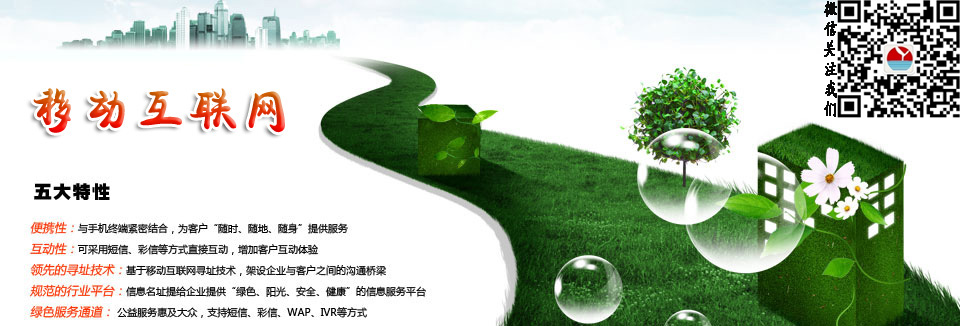 移动互联网
五大特性
便携性：与手机终端紧密结合，为客户“随时、随地、随身”提供服务
互动性：可采用短信、彩信等方式直接互动，增加客户互动体验
领先的寻址技术：基于移动互联网寻址技术，架设企业与客户之间的沟通桥梁
规范的行业平台：信息名址提给企业提供“绿色、阳光、安全、健康”的信息服务平台
绿色服务通道： 公益服务惠及大众，支持短信、彩信、WAP、IVR等方式
微信关注我们